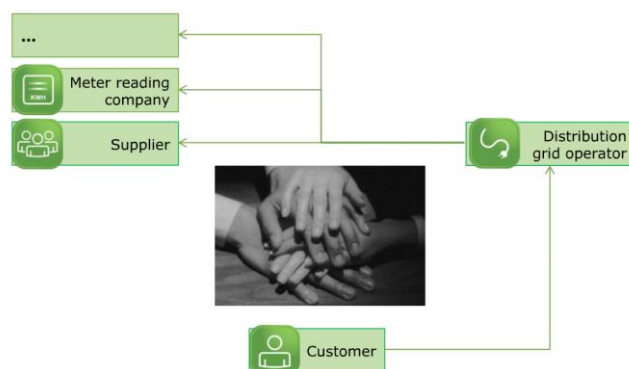 ...
KWH
Meter reading
company
Supplier
Distribution
grid operator
Customer